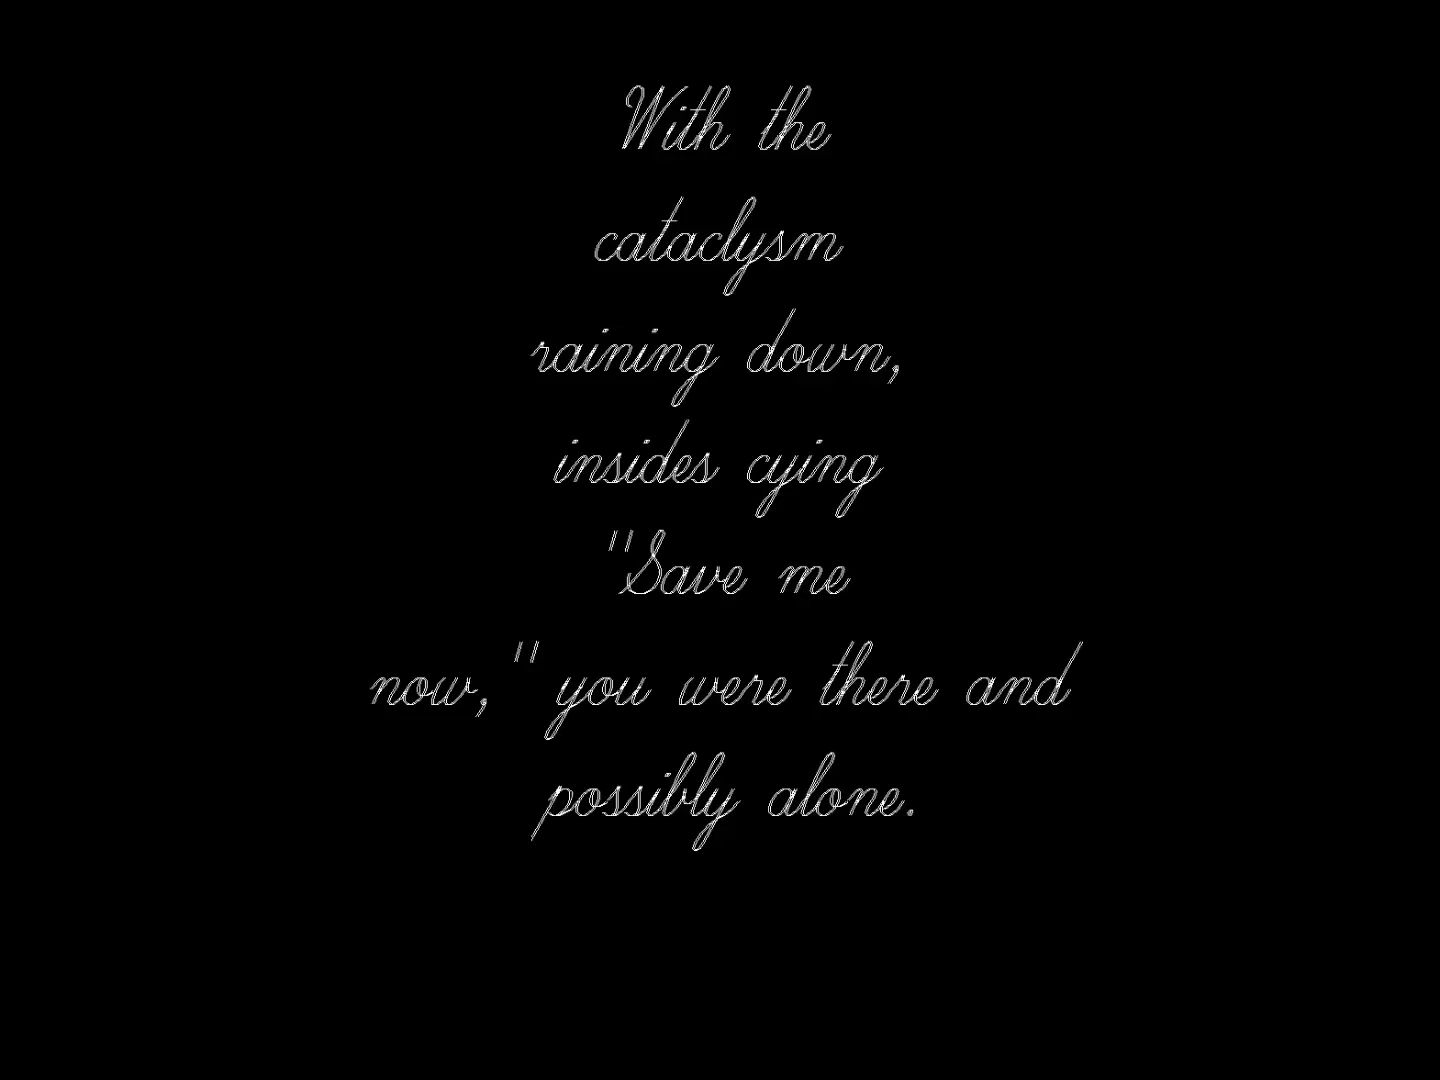 With the
cataclysm
raining down,
insides cying
"Save me
now," you were there and
possibly alone.